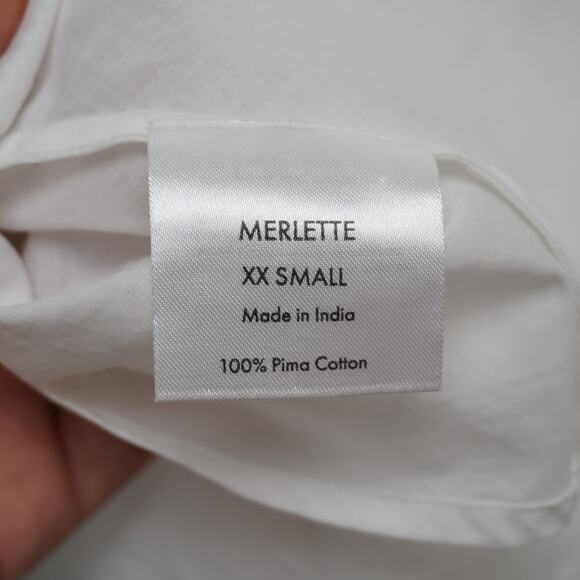 MERLETTE
XX SMALL
Made in India
100% Pima Cotton